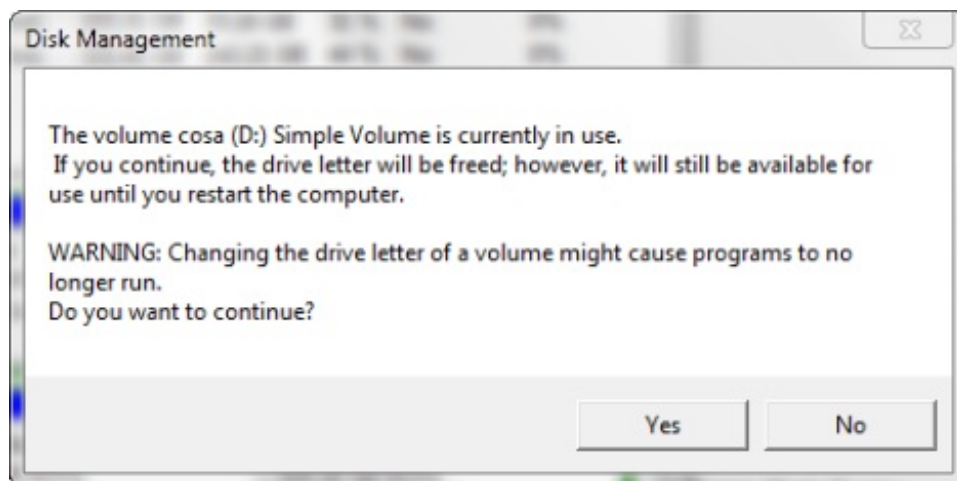 Disk Management
The volume cosa (D:) Simple Volume is currently in use.
If you continue, the drive letter will be freed; however, it will still be available for
use until you restart the computer.
WARNING: Changing the drive letter of a volume might cause programs to no
longer run.
Do you want to continue?
Yes No